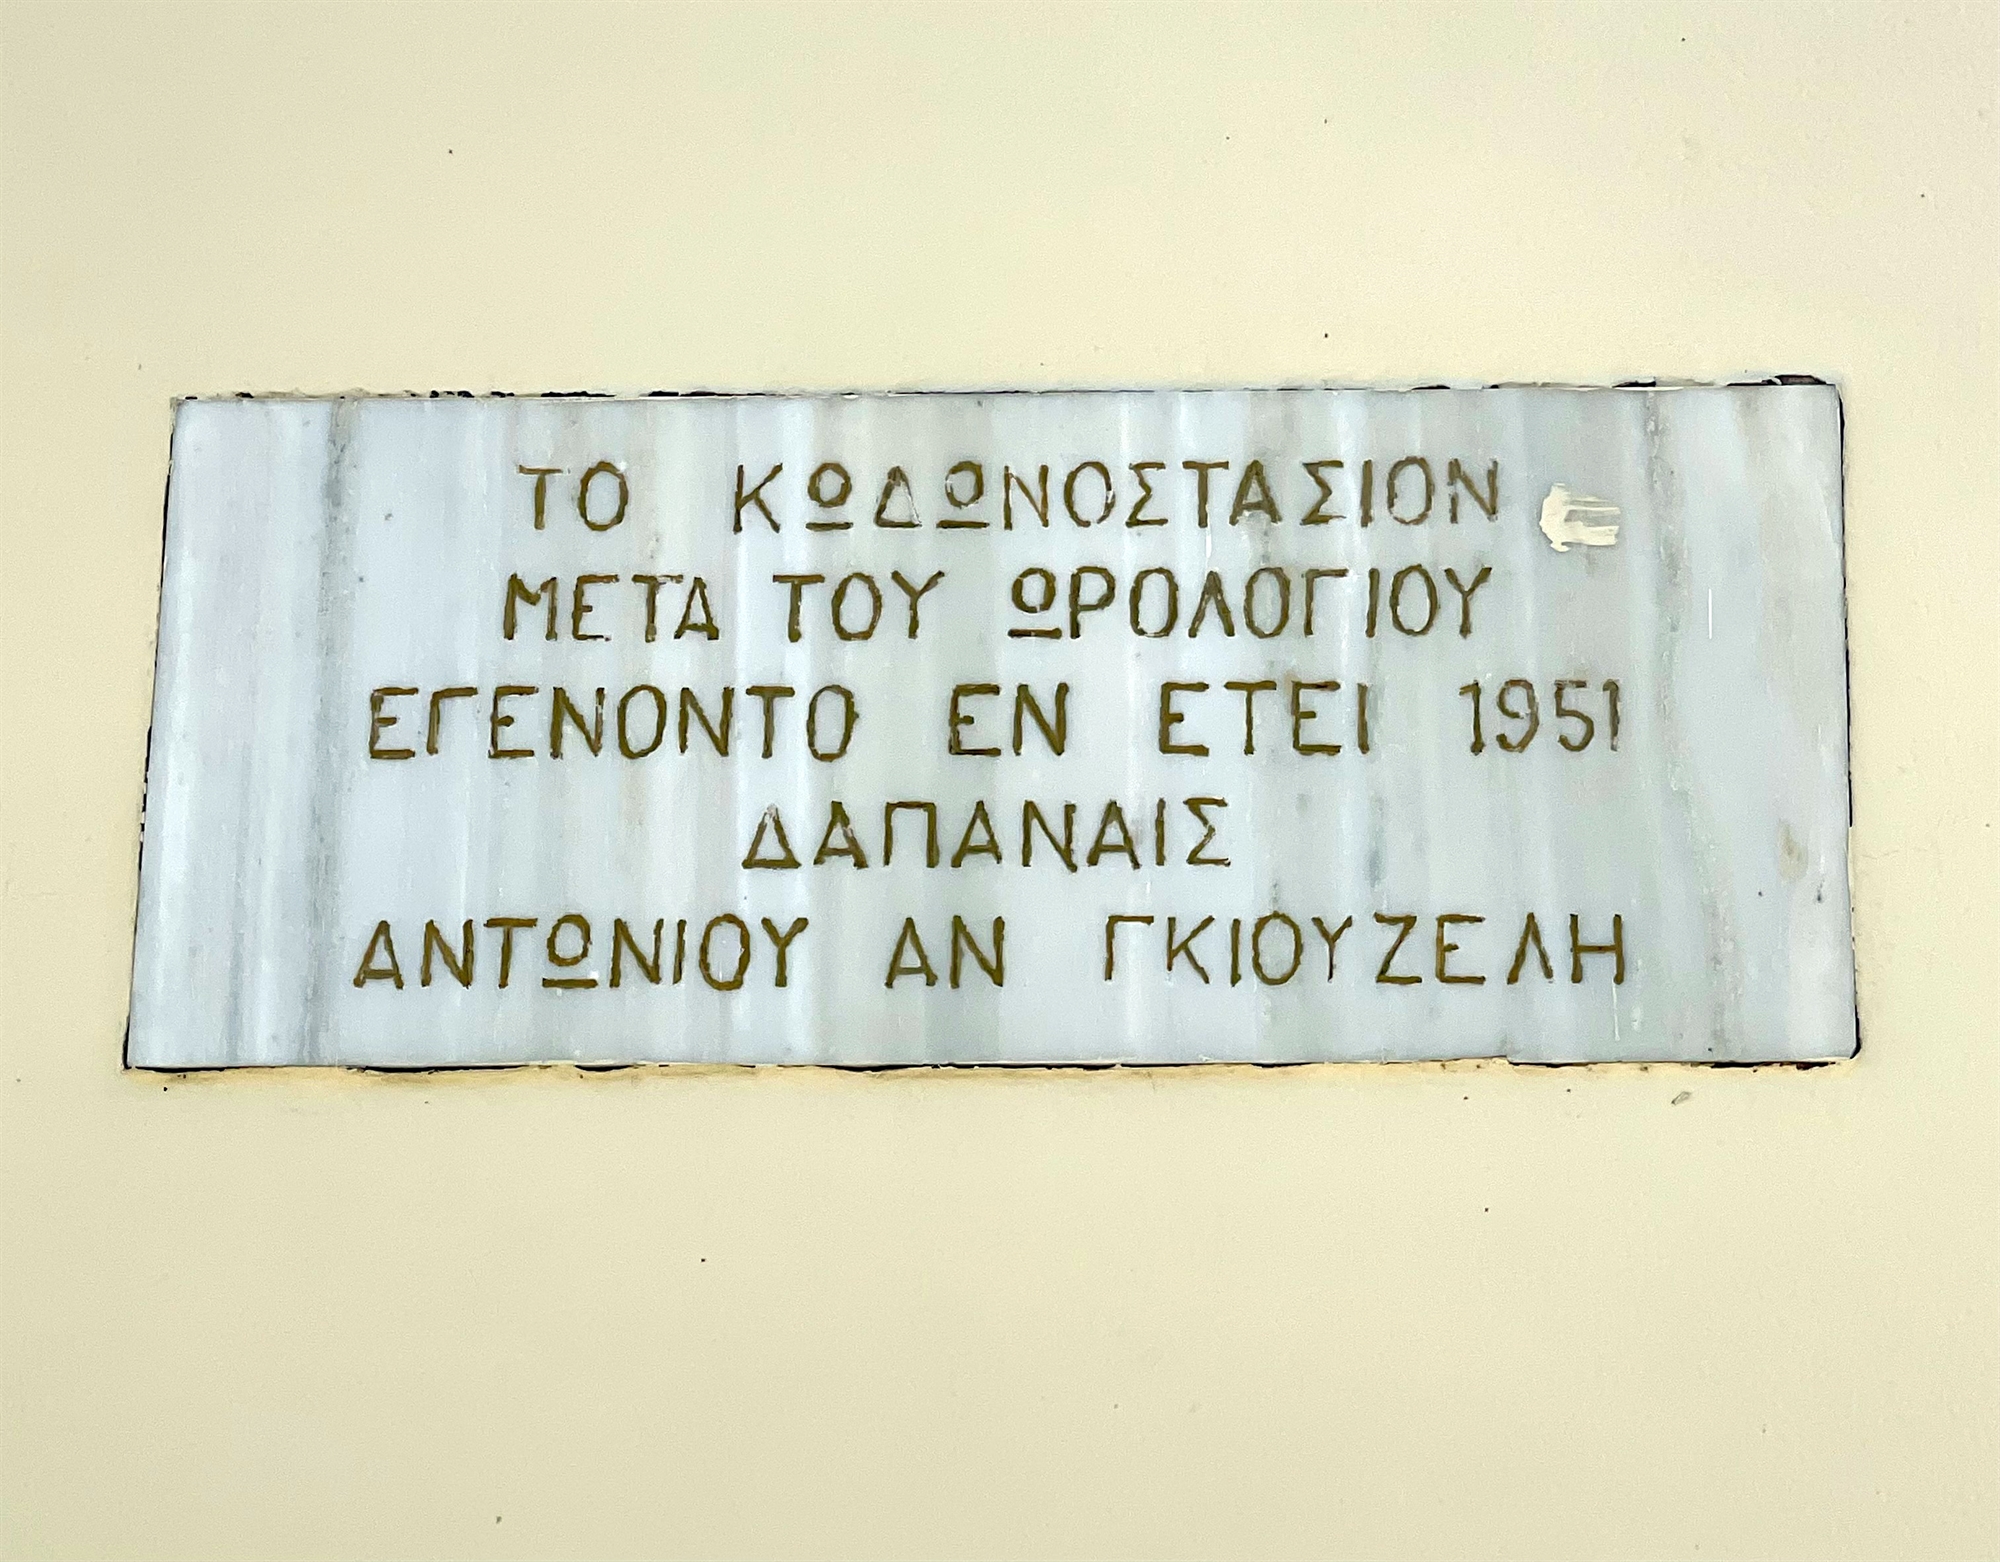 ΤΟ ΚΩΔΩΝΟΣΤΑΣΙΟΝ
ΜΕΤΑ ΤΟΥ ΩΡΟΛΟΓΙΟΥ
ΕΓΕΝΟΝΤΟ ΕΝ ΕΤΕΙ 1951
ΔΑΠΑΝΑΙΣ
ΑΝΤΩΝΙΟΥ ΑΝ ΓΚΙΟΥΖΕΛΗ